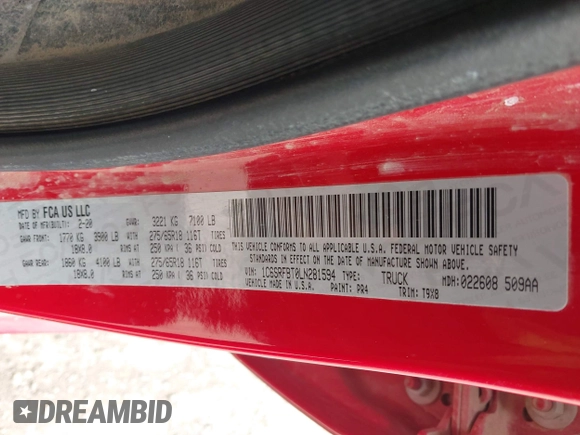 MFD BY FCA US LLC
DATE OF MFR(BUILT): 2-20 GVWR: 3221 KG 7100 LB
GAWR FRONT: 1770 KG 3900 LB WITH 275/65R18 116T TIRES
18X8.0 RIMS AT 250 KPA( 36 PSI COLD
GAWR REAR: 1860 KG 4100 LB WITH 275/65R18 116T TIRES
18X8.0 RIMS AT 250 KPA( 36 PSI COLD
THIS VEHICLE CONFORMS TO ALL APPLICABLE U.S.A. FEDERAL MOTOR VEHICLE SAFETY
STANDARDS IN EFFECT ON THE DATE OF MANUFACTURE SHOWN ABOVE.
VIN: 1C6SRFBT0LN281594 TYPE: TRUCK MDH: 022608 509AA
VEHICLE MADE IN U.S.A. PAINT: PR4 TRIM: T9X8
DREAMBID